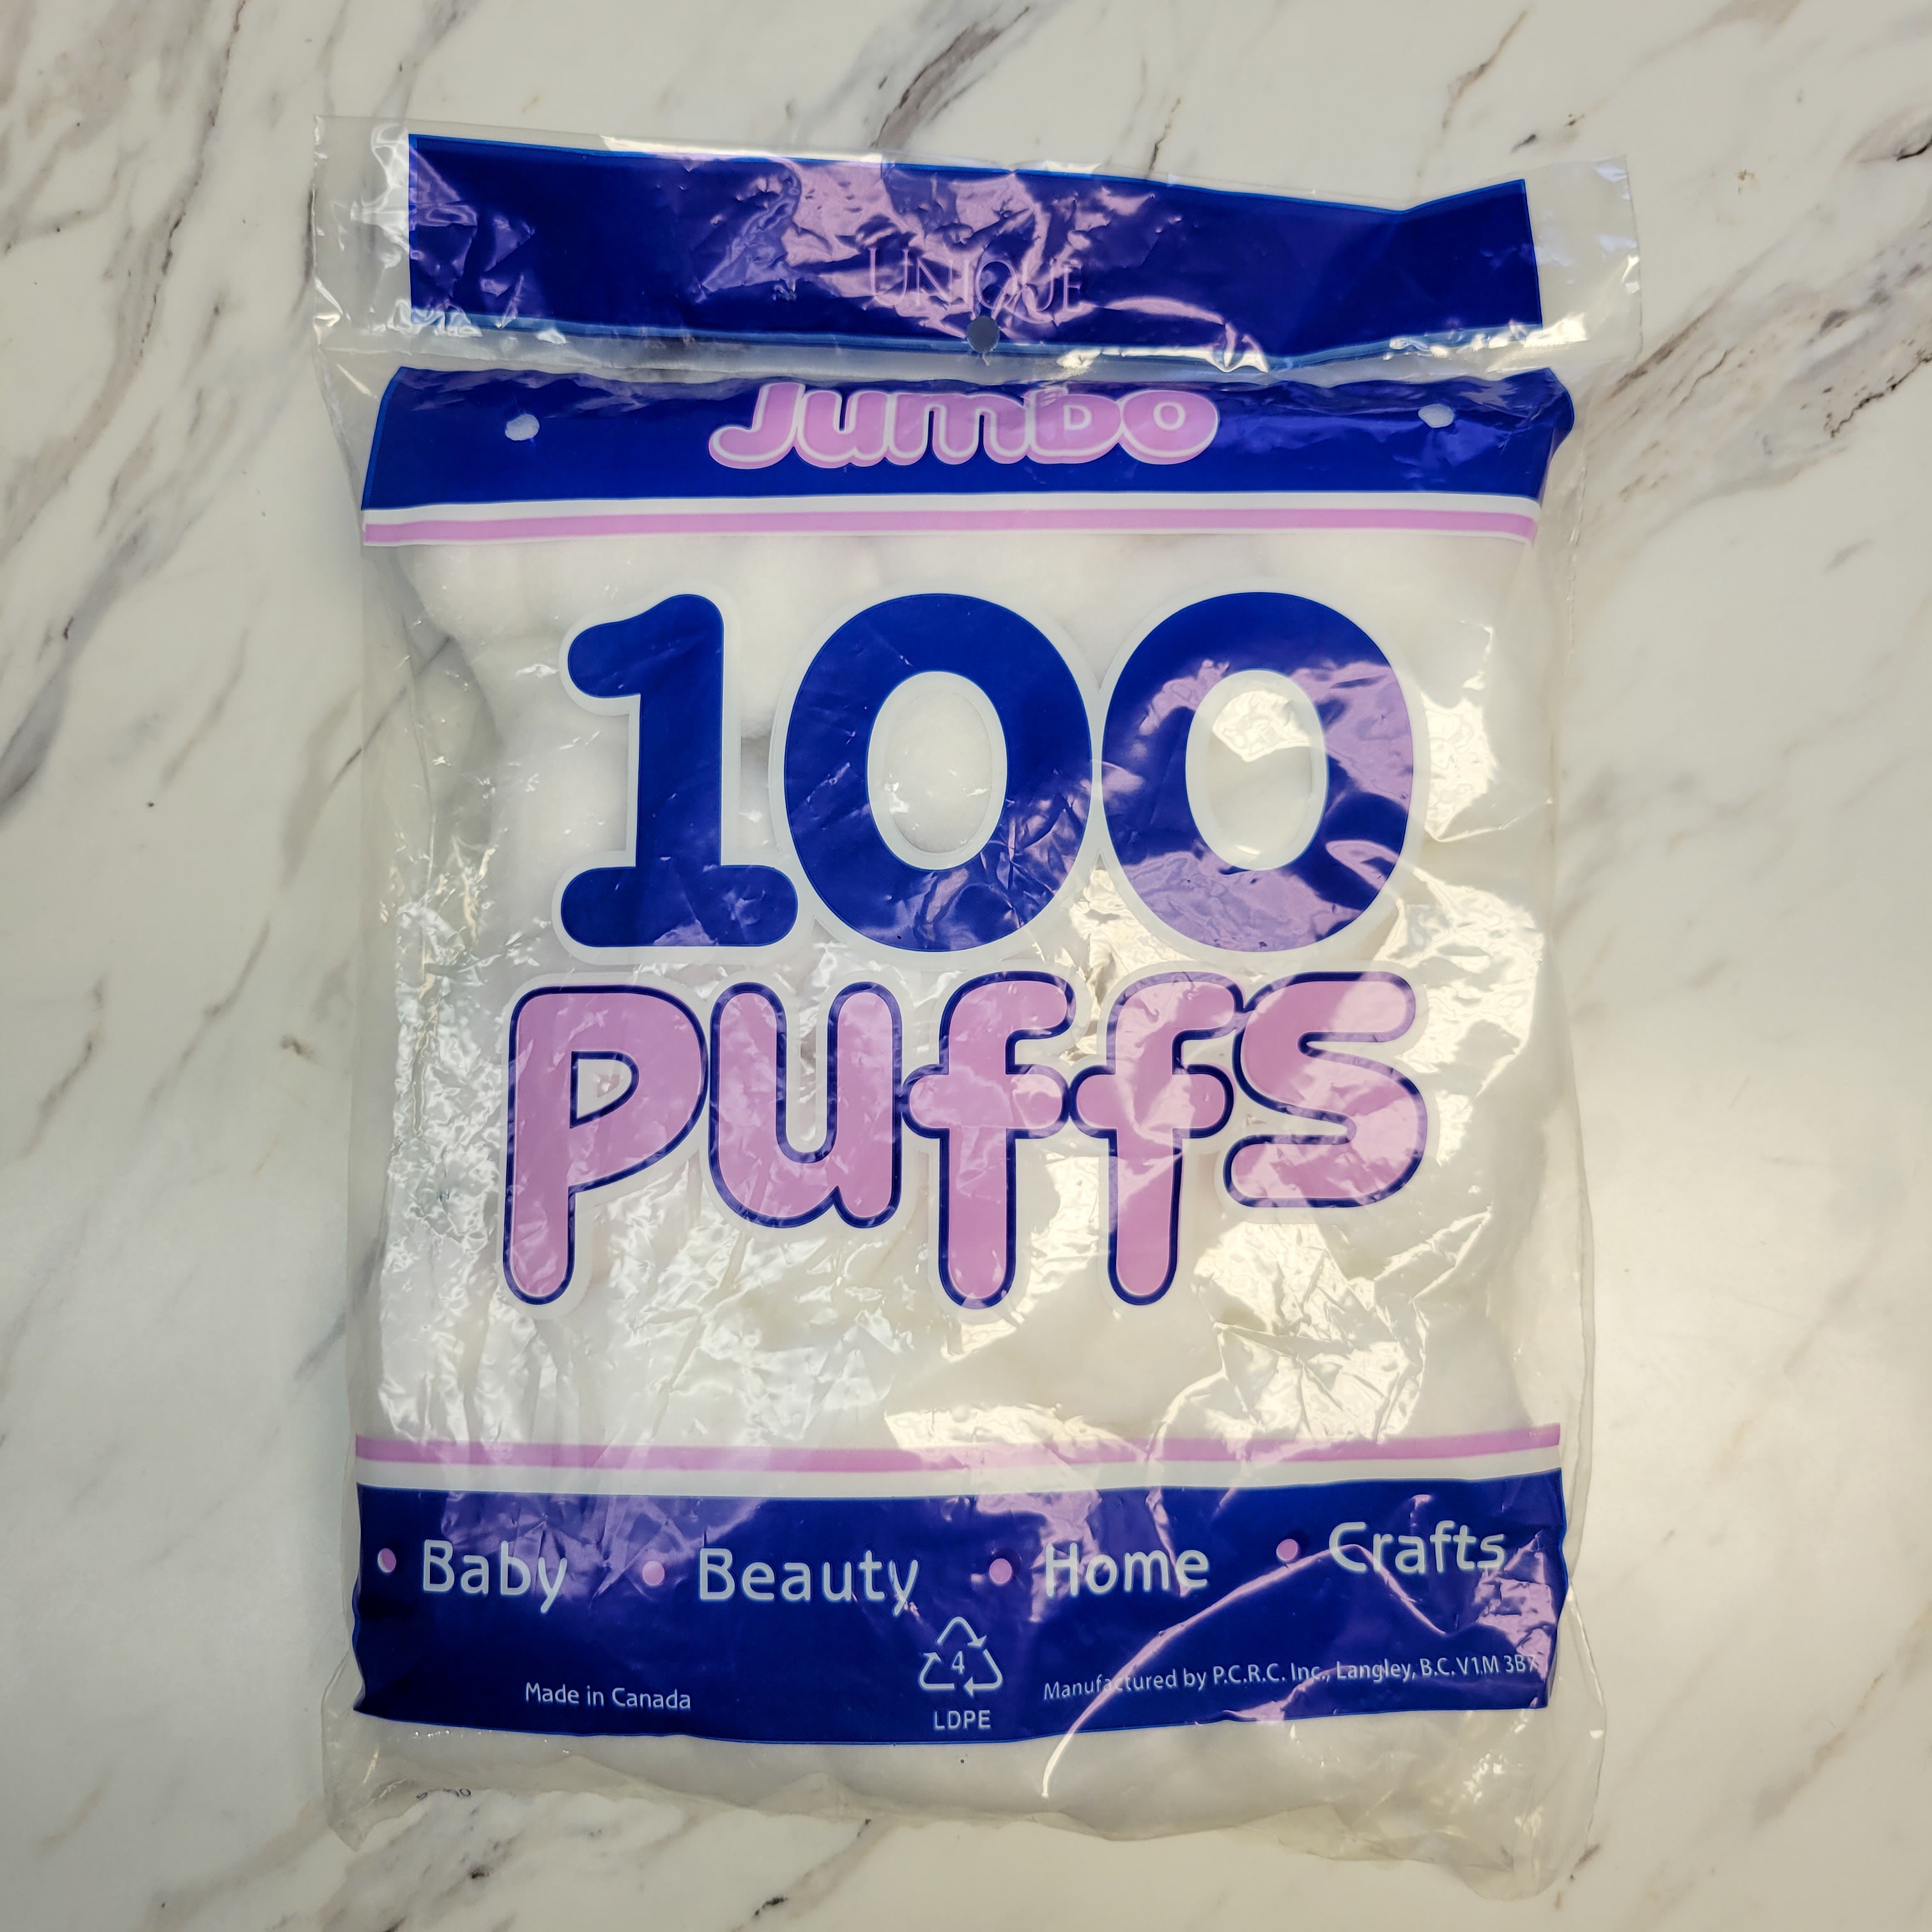 UNIQUE
Jumbo
100
Puffs
• Baby • Beauty • Home • Crafts
4
LDPE
Made in Canada
Manufactured by P.C.R.C. Inc., Langley, B.C. V1M 3B7